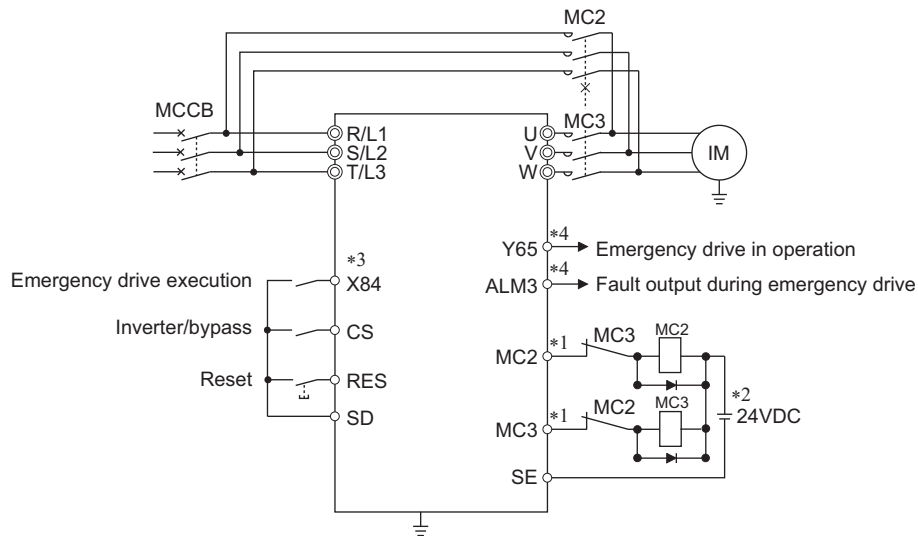 MC2
MCCB
R/L1
S/L2
T/L3
U
V
W
MC3
IM
Y65
*4
Emergency drive in operation
ALM3
*4
Fault output during emergency drive
*3
Emergency drive execution
X84
Inverter/bypass
CS
Reset
RES
SD
MC2
*1
MC3
MC2
MC3
*1
MC2
MC3
*2
24VDC
SE